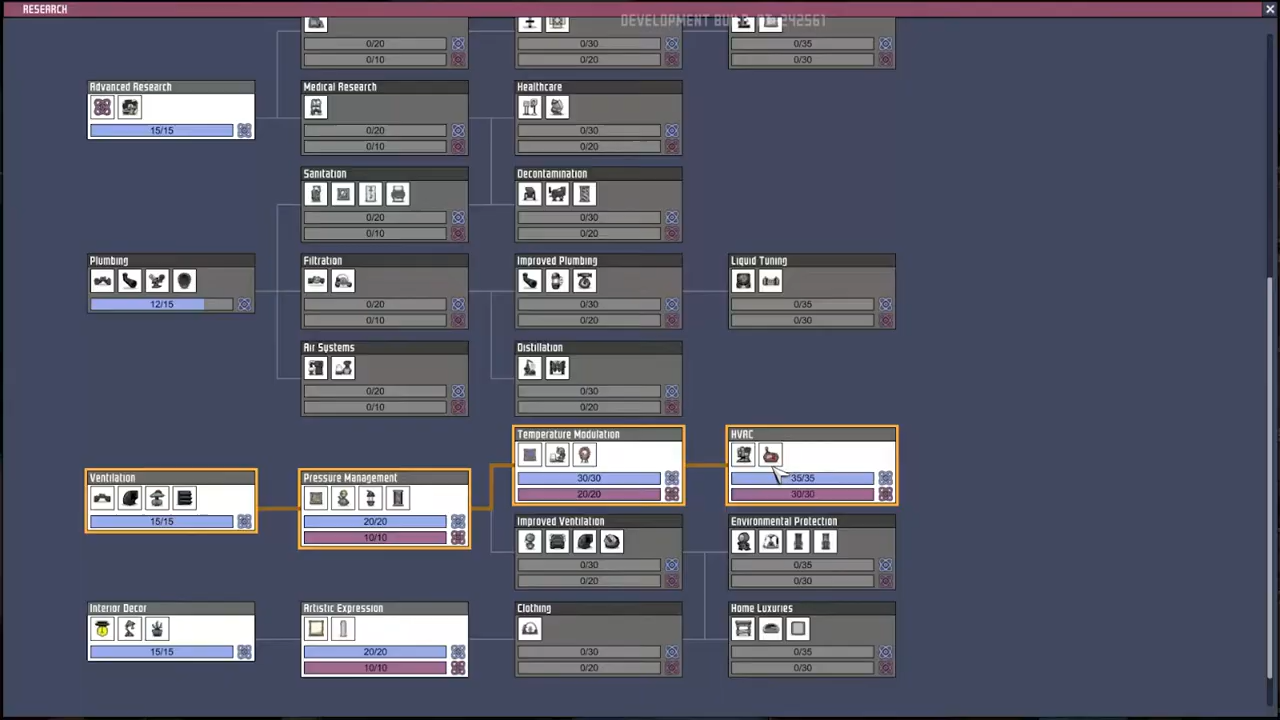 RESEARCH
DEVELOPMENT BU
242561
0/20
0/10
0/30
0/20
0/35
0/30
Advanced Research
15/15
Medical Research
0/20
0/10
Healthcare
0/30
0/20
Sanitation
0/20
0/10
Decontamination
0/30
0/20
Plumbing
12/15
Filtration
0/20
0/10
Improved Plumbing
0/30
0/20
Liquid Tuning
0/35
0/30
Air Systems
0/20
0/10
Distillation
0/30
0/20
Ventilation
15/15
Pressure Management
20/20
10/10
Temperature Modulation
30/30
20/20
HVAC
35/35
30/30
Improved Ventilation
0/30
0/20
Environmental Protection
0/35
0/30
Interior Decor
15/15
Artistic Expression
20/20
10/10
Clothing
0/30
0/20
Home Luxuries
0/35
0/30